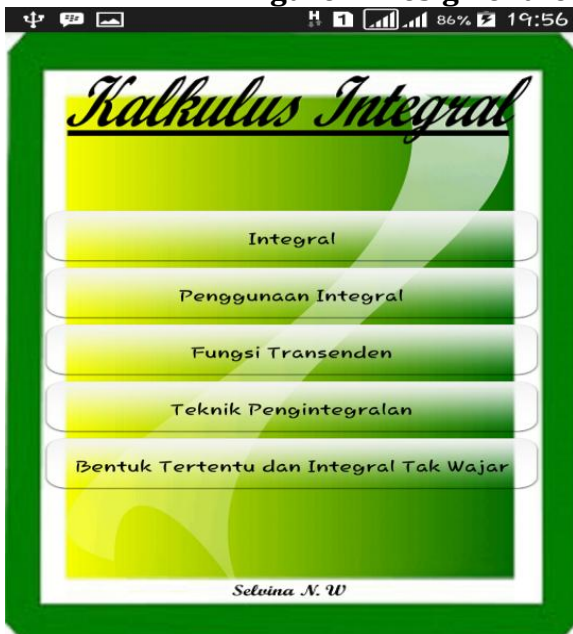 H 1 86% 19:56
Kalkulus Integral
Integral
Penggunaan Integral
Fungsi Transenden
Teknik Pengintegralan
Bentuk Tertentu dan Integral Tak Wajar
Selvina N. W